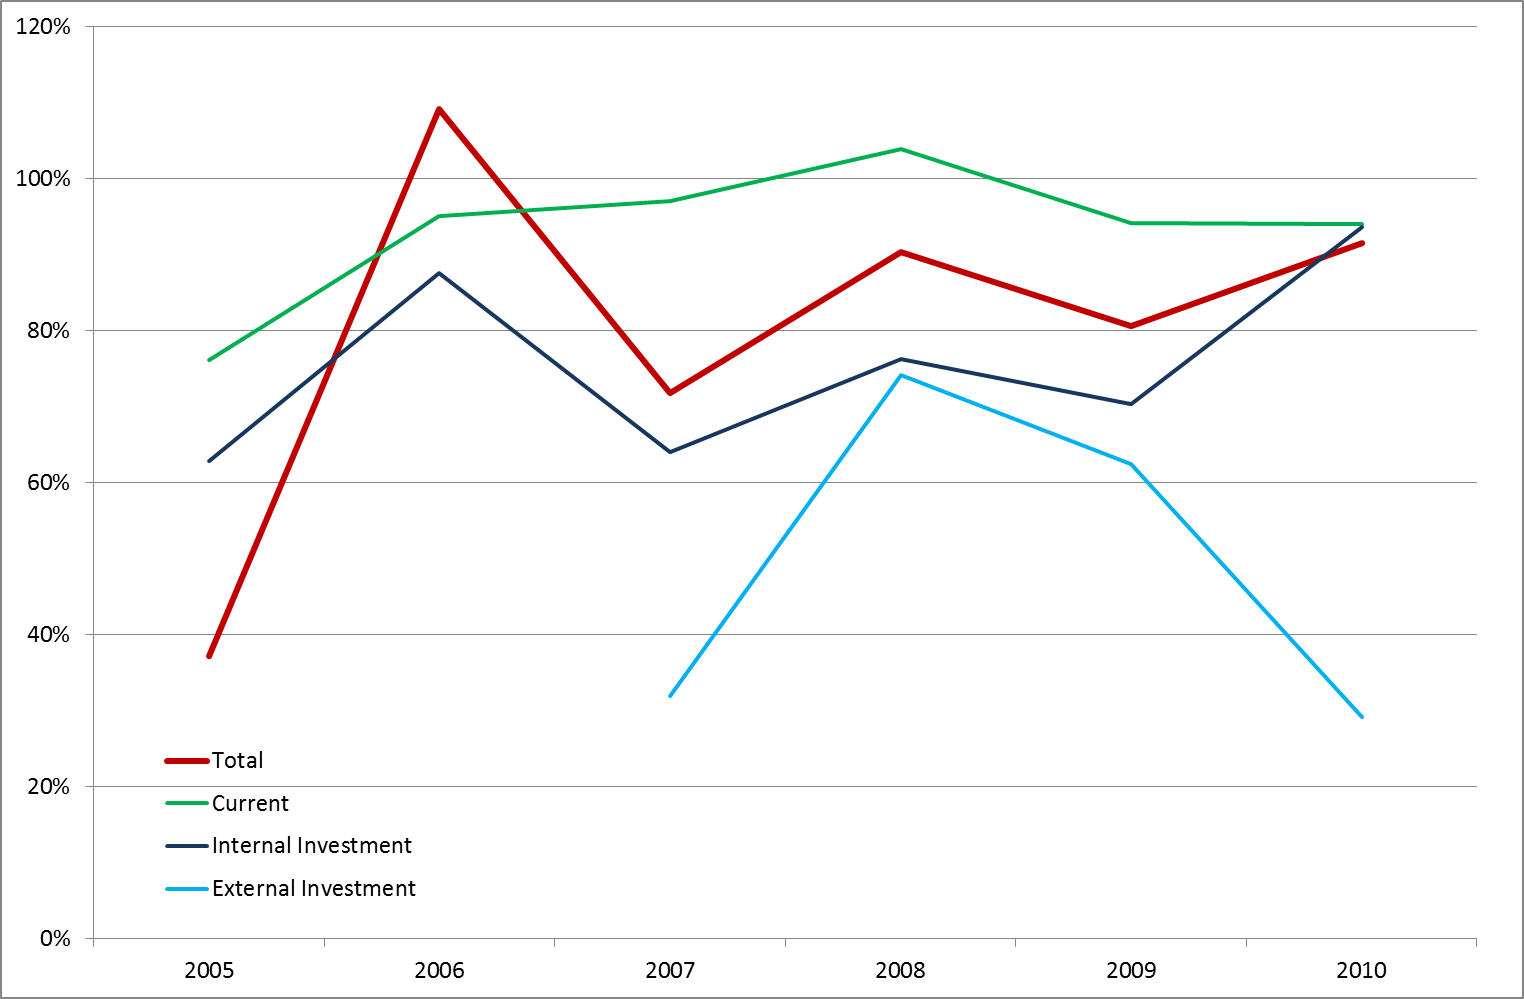 120%
100%
80%
60%
40%
20%
0%
Total
Current
Internal Investment
External Investment
2005 2006 2007 2008 2009 2010